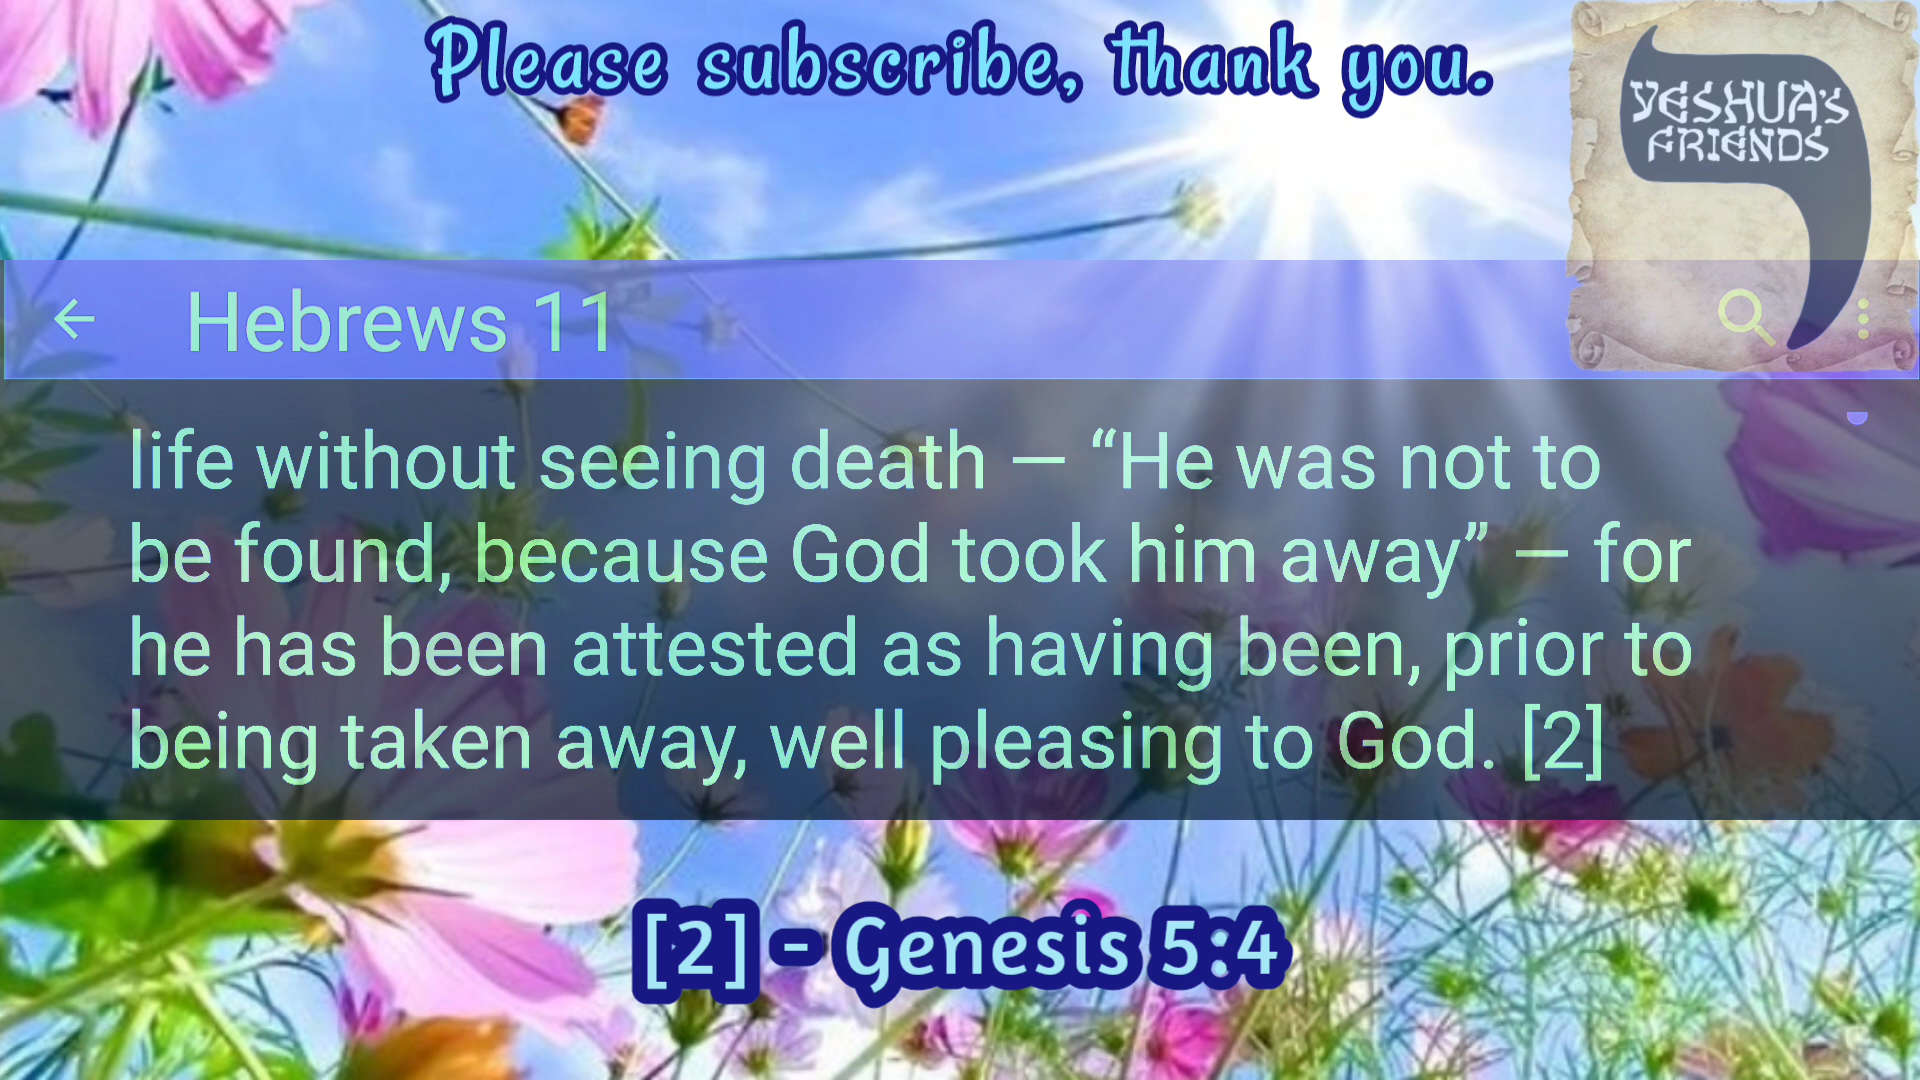 Please subscribe, thank you.
YESHUA'S
FRIENDS
Hebrews 11
life without seeing death — “He was not to
be found, because God took him away” — for
he has been attested as having been, prior to
being taken away, well pleasing to God. [2]
[2] - Genesis 5:4